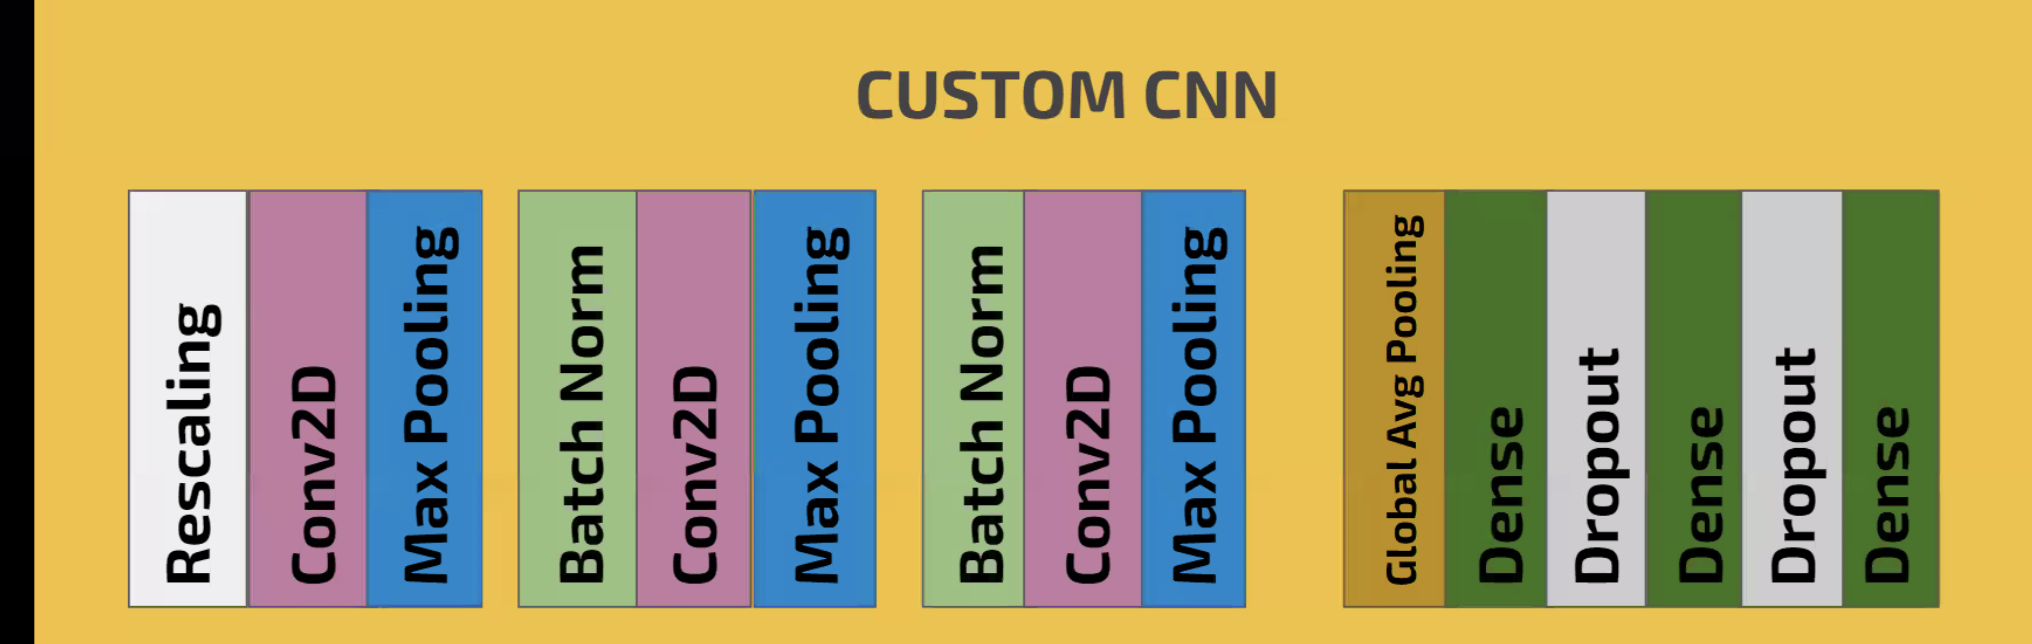 CUSTOM CNN
Rescaling
Conv2D
Max Pooling
Batch Norm
Conv2D
Max Pooling
Batch Norm
Conv2D
Max Pooling
Global Avg Pooling
Dense
Dropout
Dense
Dropout
Dense